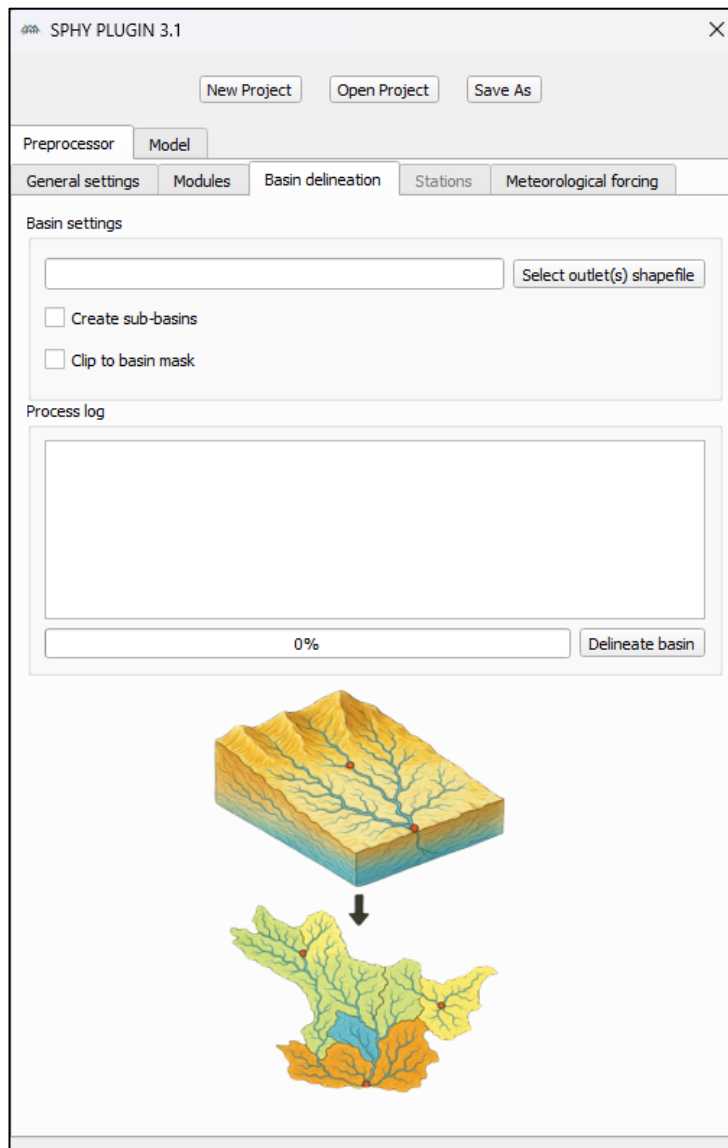 SPHY PLUGIN 3.1
New Project Open Project Save As
Preprocessor Model
General settings Modules Basin delineation Stations Meteorological forcing
Basin settings
Select outlet(s) shapefile
Create sub-basins
Clip to basin mask
Process log
0% Delineate basin